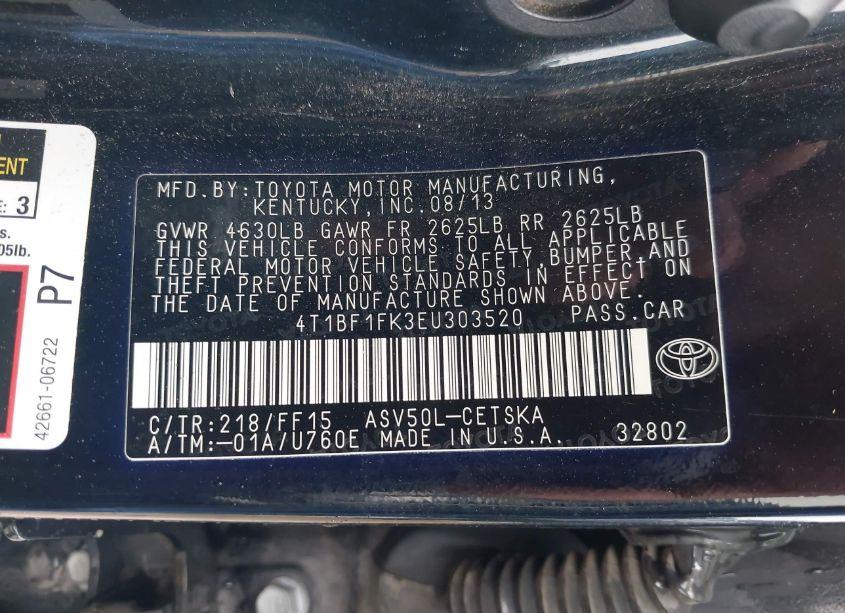 ENT
E: 3
s.
05lb.
P7
42661-06722
MFD.BY:TOYOTA MOTOR MANUFACTURING,
KENTUCKY,INC.08/13
GVWR 4630LB GAWR FR 2625LB RR 2625LB
THIS VEHICLE CONFORMS TO ALL APPLICABLE
FEDERAL MOTOR VEHICLE SAFETY,BUMPER,AND
THEFT PREVENTION STANDARDS IN EFFECT ON
THE DATE OF MANUFACTURE SHOWN ABOVE.
4T1BF1FK3EU303520 PASS.CAR
C/TR:218/FF15 ASV50L-CETSKA
A/TM:-01A/U760E MADE IN U.S.A. 32802